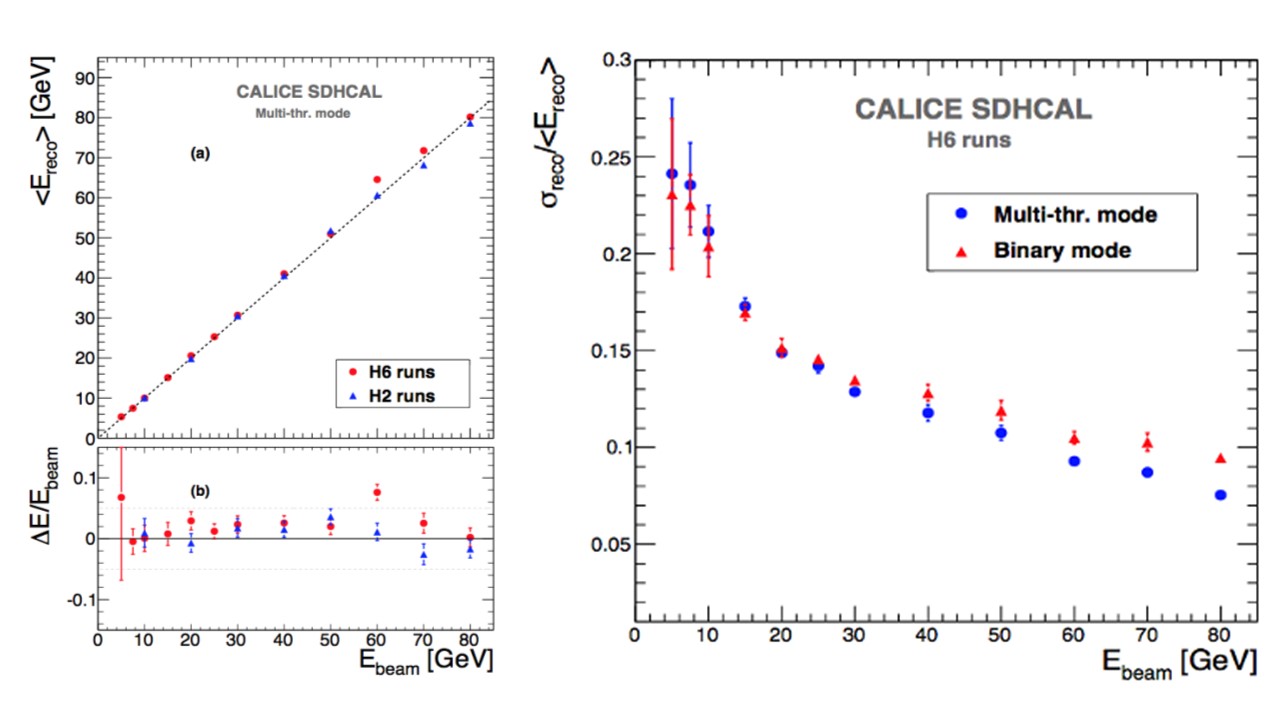 <E_reco> [GeV]
90
80
70
60
50
40
30
20
10
0
CALICE SDHCAL
Multi-thr. mode
(a)
H6 runs
H2 runs
ΔE/E_beam
0.1
0
-0.1
(b)
0 10 20 30 40 50 60 70 80
E_beam [GeV]
σ_reco/<E_reco>
0.3
0.25
0.2
0.15
0.1
0.05
CALICE SDHCAL
H6 runs
Multi-thr. mode
Binary mode
0 10 20 30 40 50 60 70 80
E_beam [GeV]